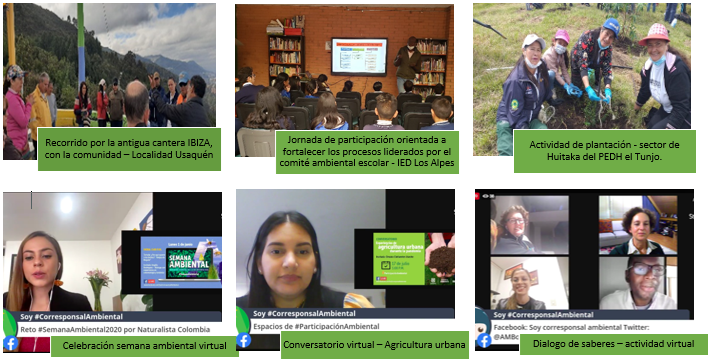 Recorrido por la antigua cantera IBIZA,
con la comunidad – Localidad Usaquén
Jornada de participación orientada a
fortalecer los procesos liderados por el
comité ambiental escolar - IED Los Alpes
Actividad de plantación - sector de
Huitaka del PEDH el Tunjo.
SEMANA
AMBIENTAL
Soy #CorresponsalAmbiental
Reto #SemanaAmbiental2020 por Naturalista Colombia
Celebración semana ambiental virtual
agricultura urbana
Soy #CorresponsalAmbiental
Espacios de #ParticipaciónAmbiental
Conversatorio virtual – Agricultura urbana
Soy #CorresponsalAmbiental
Facebook: Soy corresponsal ambiental Twitter:
Dialogo de saberes – actividad virtual